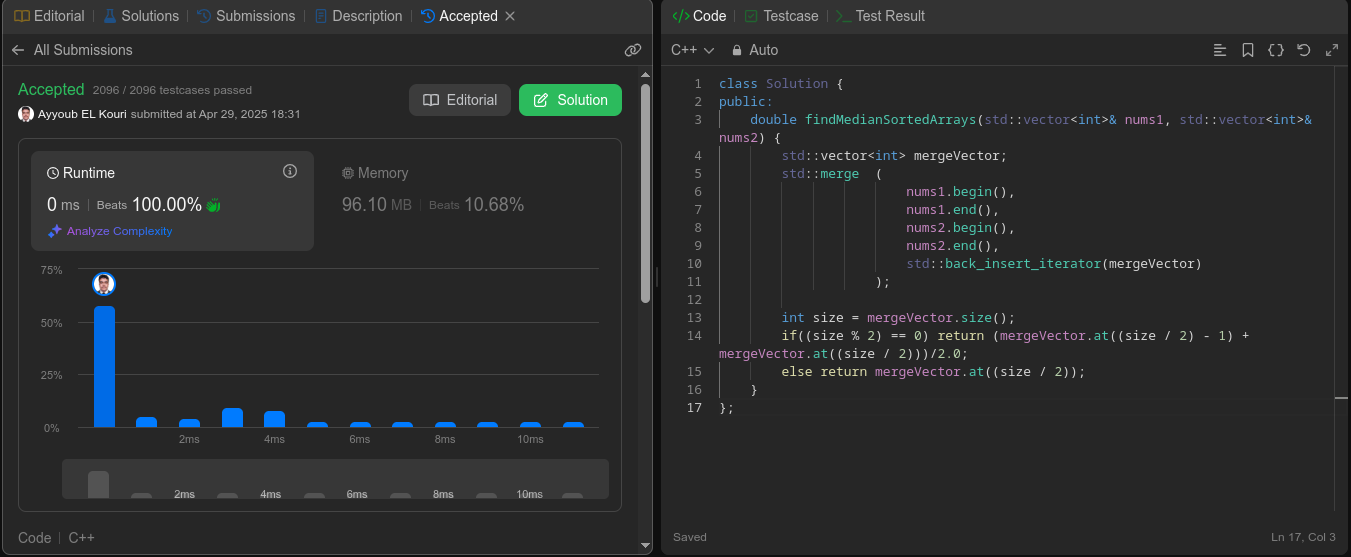 Editorial | Solutions | Submissions | Description | Accepted
All Submissions
Accepted 2096 / 2096 testcases passed
Ayyoub EL Kouri submitted at Apr 29, 2025 18:31
Editorial
Solution
Runtime
0 ms | Beats 100.00%
Analyze Complexity
Memory
96.10 MB | Beats 10.68%
75%
50%
25%
0%
2ms 4ms 6ms 8ms 10ms
2ms 4ms 6ms 8ms 10ms
Code | C++
</> Code | Testcase | >_ Test Result
C++ Auto
1 class Solution {
2 public:
3 double findMedianSortedArrays(std::vector<int>& nums1, std::vector<int>&
nums2) {
4 std::vector<int> mergeVector;
5 std::merge (
6 nums1.begin(),
7 nums1.end(),
8 nums2.begin(),
9 nums2.end(),
10 std::back_insert_iterator(mergeVector)
11 );
12
13 int size = mergeVector.size();
14 if((size % 2) == 0) return (mergeVector.at((size / 2) - 1) +
mergeVector.at((size / 2)))/2.0;
15 else return mergeVector.at((size / 2));
16 }
17 };
Saved
Ln 17, Col 3